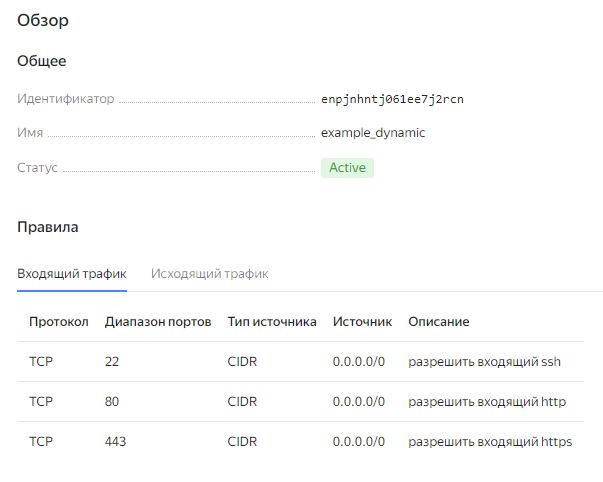 Обзор
Общее
Идентификатор enpjnhntj061ee7j2rcn
Имя example_dynamic
Статус Active
Правила
Входящий трафик Исходящий трафик
Протокол Диапазон портов Тип источника Источник Описание
TCP 22 CIDR 0.0.0.0/0 разрешить входящий ssh
TCP 80 CIDR 0.0.0.0/0 разрешить входящий http
TCP 443 CIDR 0.0.0.0/0 разрешить входящий https